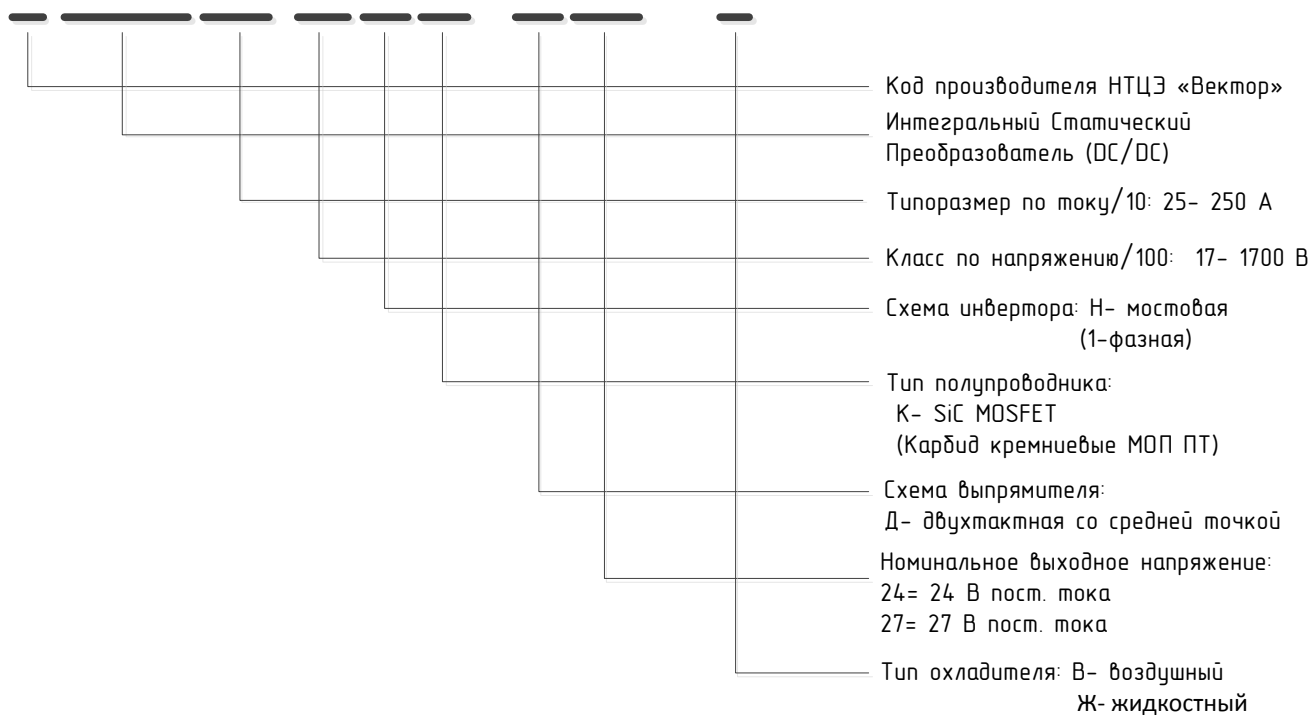 Код производителя НТЦЭ «Вектор»
Интегральный Статический
Преобразователь (DC/DC)
Типоразмер по току/10: 25- 250 А
Класс по напряжению/100: 17- 1700 В
Схема инвертора: Н- мостовая
(1-фазная)
Тип полупроводника:
К- SiC MOSFET
(Карбид кремниевые МОП ПТ)
Схема выпрямителя:
Д- двухтактная со средней точкой
Номинальное выходное напряжение:
24= 24 В пост. тока
27= 27 В пост. тока
Тип охладителя: В- воздушный
Ж- жидкостный